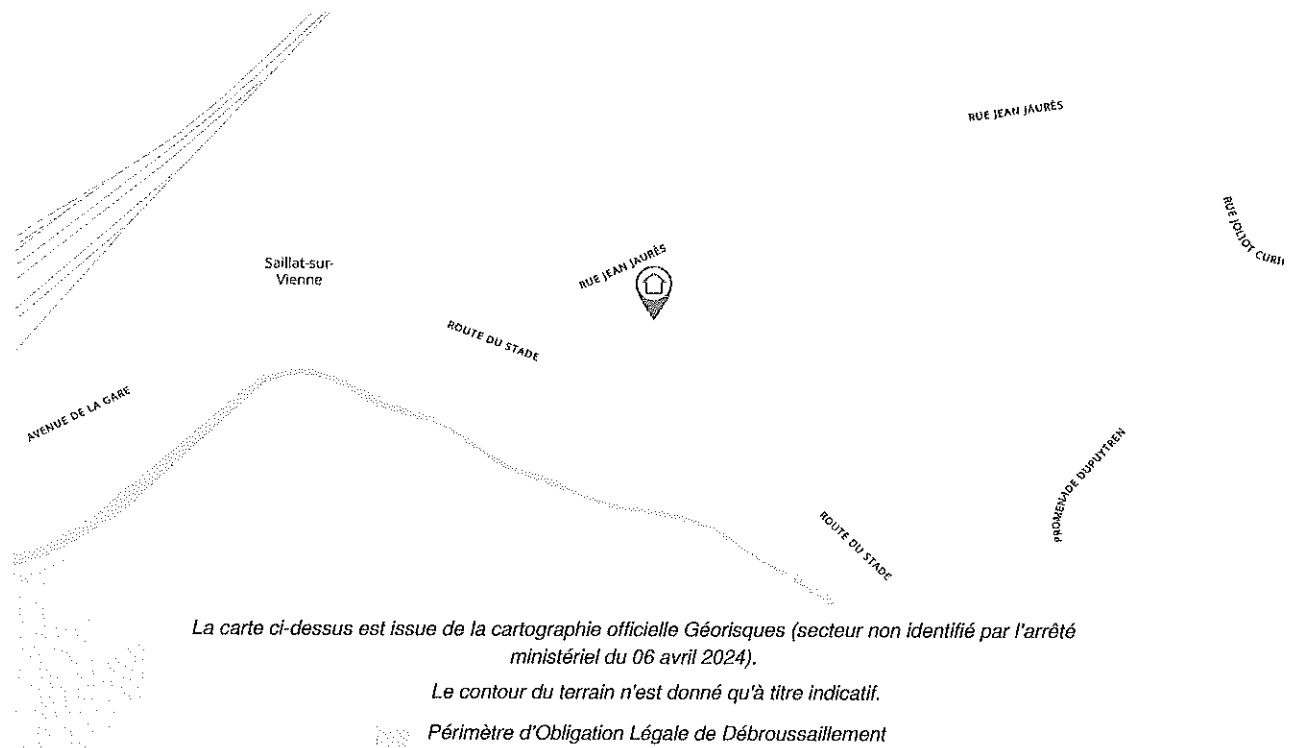 RUE JEAN JAURÈS
RUE JOLIOT CURIE
Saillat-sur-
Vienne
RUE JEAN JAURÈS
ROUTE DU STADE
AVENUE DE LA GARE
PROMENADE DUPUYTREN
ROUTE DU STADE
La carte ci-dessus est issue de la cartographie officielle Géorisques (secteur non identifié par l'arrêté
ministériel du 06 avril 2024).
Le contour du terrain n'est donné qu'à titre indicatif.
Périmètre d'Obligation Légale de Débroussaillement